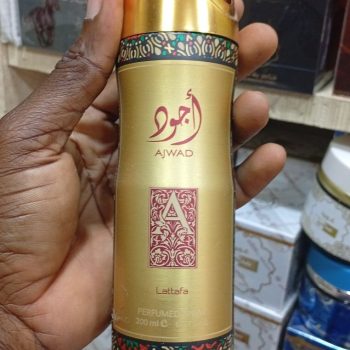 أجود
AJWAD
A
Lattafa
PERFUMED SPRAY
200 ml